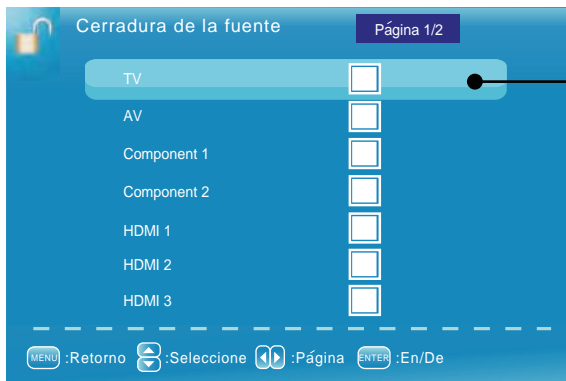 Cerradura de la fuente Página 1/2
TV
AV
Component 1
Component 2
HDMI 1
HDMI 2
HDMI 3
MENU :Retorno :Seleccione :Página ENTER :En/De